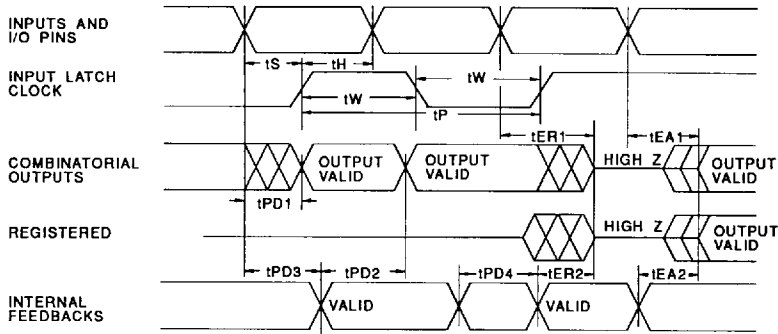 INPUTS AND
I/O PINS
tS tH
INPUT LATCH
CLOCK
tW
tW
tP
tER1 tEA1
COMBINATORIAL
OUTPUTS
OUTPUT
VALID
OUTPUT
VALID
HIGH Z
OUTPUT
VALID
tPD1
REGISTERED
HIGH Z
OUTPUT
VALID
tPD3 tPD2 tPD4 tER2 tEA2
INTERNAL
FEEDBACKS
VALID
VALID